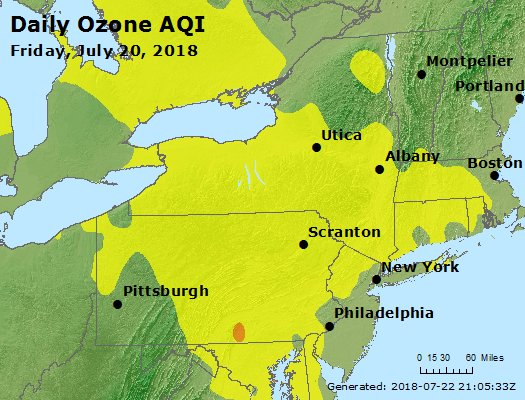 Daily Ozone AQI
Friday, July 20, 2018
Montpelier
Portland
Utica
Albany
Boston
Scranton
New York
Pittsburgh
Philadelphia
0 15 30 60 Miles
Generated: 2018-07-22 21:05:33Z